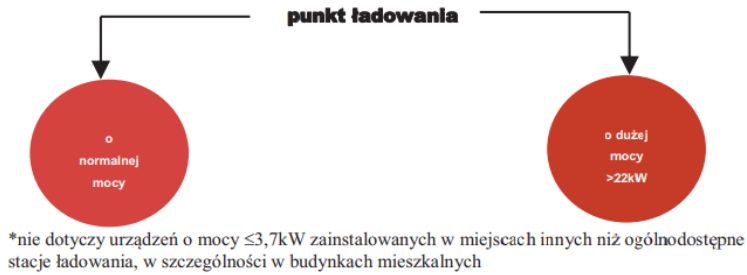 punkt ładowania
o
normalnej
mocy
o dużej
mocy
>22kW
*nie dotyczy urządzeń o mocy ≤3,7kW zainstalowanych w miejscach innych niż ogólnodostępne
stacje ładowania, w szczególności w budynkach mieszkalnych